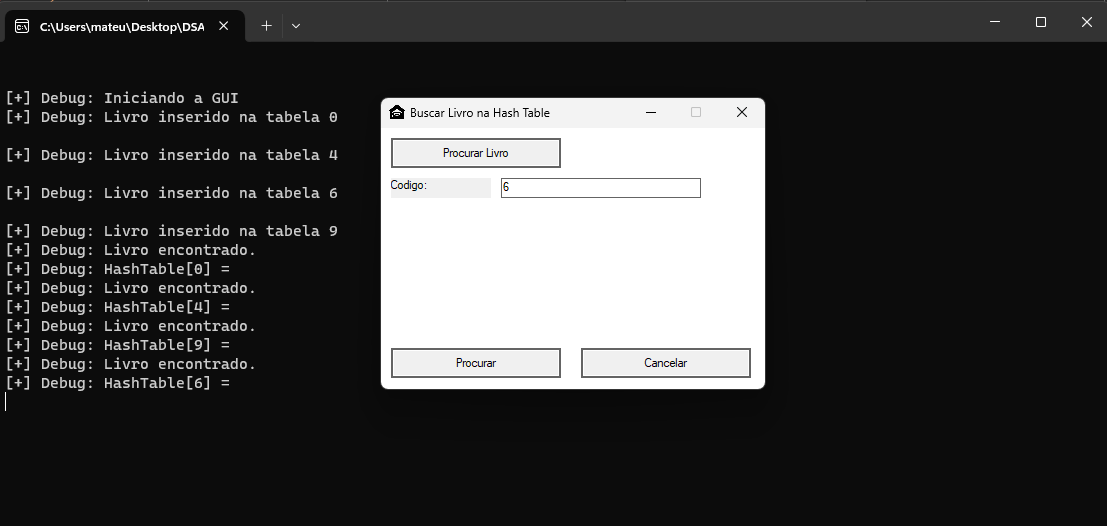 C:\Users\mateu\Desktop\DSA
[+] Debug: Iniciando a GUI
[+] Debug: Livro inserido na tabela 0
[+] Debug: Livro inserido na tabela 4
[+] Debug: Livro inserido na tabela 6
[+] Debug: Livro inserido na tabela 9
[+] Debug: Livro encontrado.
[+] Debug: HashTable[0] =
[+] Debug: Livro encontrado.
[+] Debug: HashTable[4] =
[+] Debug: Livro encontrado.
[+] Debug: HashTable[9] =
[+] Debug: Livro encontrado.
[+] Debug: HashTable[6] =
Buscar Livro na Hash Table
Procurar Livro
Codigo: 6
Procurar Cancelar